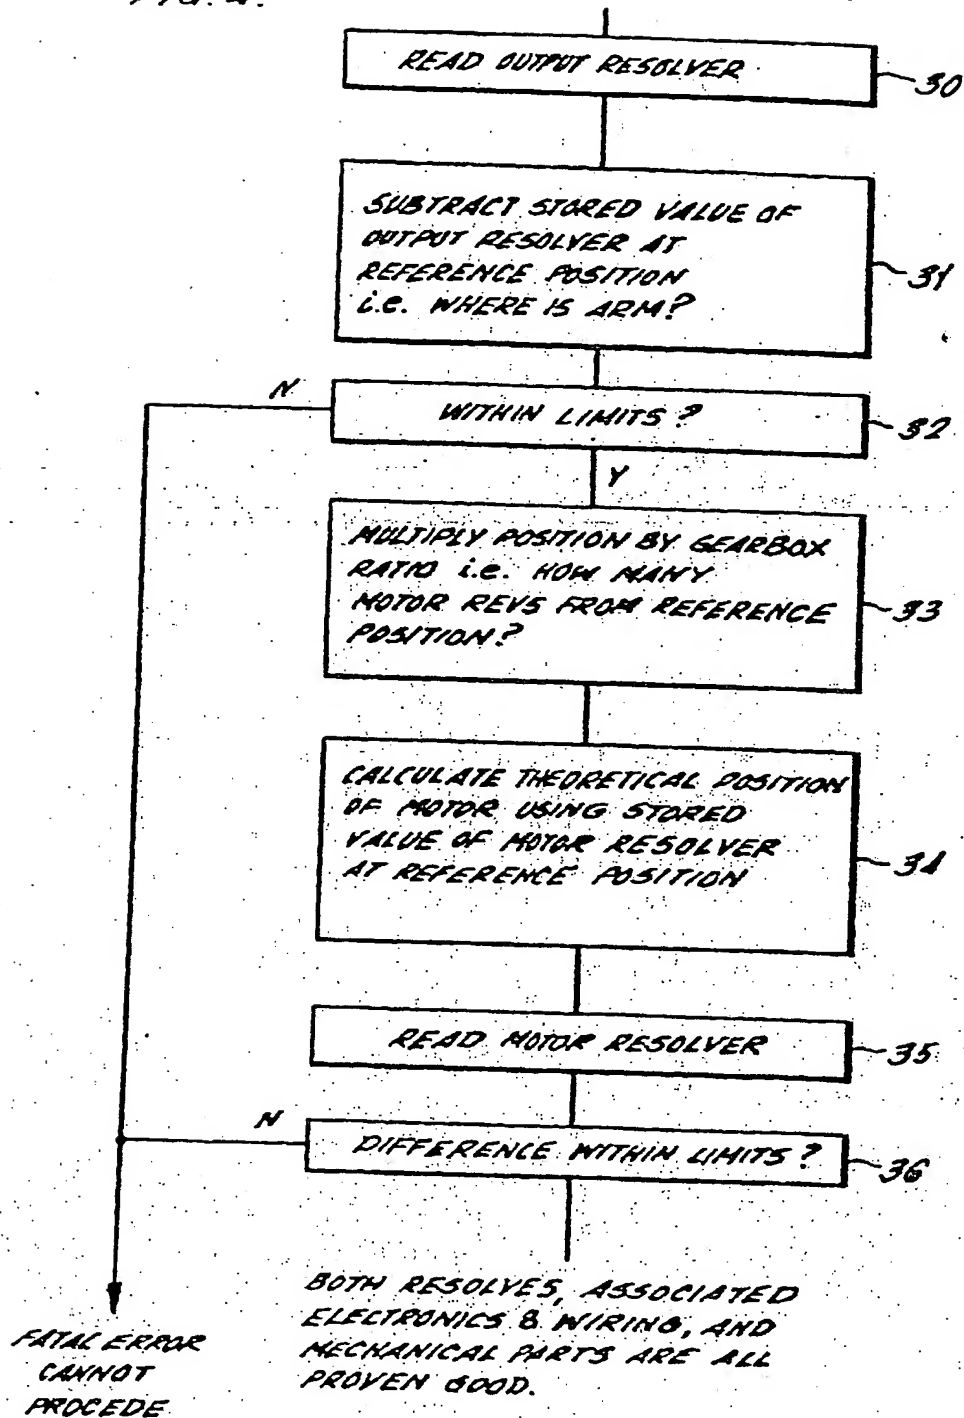 READ OUTPUT RESOLVER
30
SUBTRACT STORED VALUE OF
OUTPUT RESOLVER AT
REFERENCE POSITION
i.e. WHERE IS ARM?
31
N
WITHIN LIMITS?
32
Y
MULTIPLY POSITION BY GEARBOX
RATIO i.e. HOW MANY
MOTOR REVS FROM REFERENCE
POSITION?
33
CALCULATE THEORETICAL POSITION
OF MOTOR USING STORED
VALUE OF MOTOR RESOLVER
AT REFERENCE POSITION
34
READ MOTOR RESOLVER
35
N
DIFFERENCE WITHIN LIMITS?
36
BOTH RESOLVES, ASSOCIATED
ELECTRONICS & WIRING, AND
MECHANICAL PARTS ARE ALL
PROVEN GOOD.
FATAL ERROR
CANNOT
PROCEDE